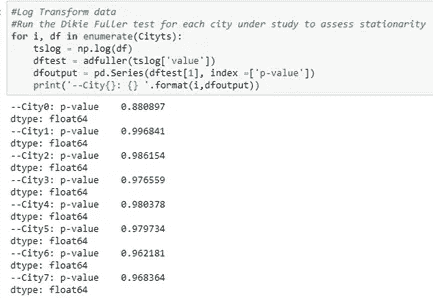 #Log Transform data
#Run the Dikie Fuller test for each city under study to assess stationarity
for i, df in enumerate(Cityts):
    tslog = np.log(df)
    dftest = adfuller(tslog['value'])
    dfoutput = pd.Series(dftest[1], index =['p-value'])
    print('--City{}: {} '.format(i,dfoutput))
--City0: p-value    0.880897
dtype: float64
--City1: p-value    0.996841
dtype: float64
--City2: p-value    0.986154
dtype: float64
--City3: p-value    0.976559
dtype: float64
--City4: p-value    0.980378
dtype: float64
--City5: p-value    0.979734
dtype: float64
--City6: p-value    0.962181
dtype: float64
--City7: p-value    0.968364
dtype: float64